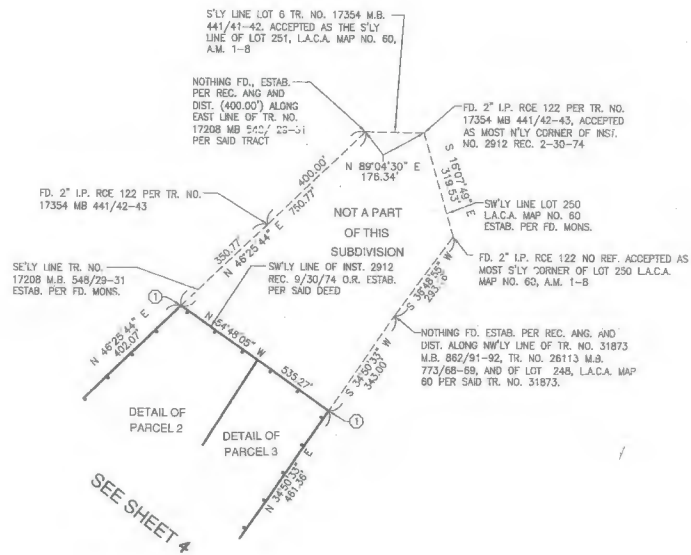 S'LY LINE LOT 6 TR. NO. 17354 M.B.
441/41-42. ACCEPTED AS THE S'LY
LINE OF LOT 251, L.A.C.A. MAP NO. 60,
A.M. 1-8
NOTHING FD., ESTAB.
PER REC. ANG AND
DIST. (400.00') ALONG
EAST LINE OF TR. NO.
17208 MB
PER SAID TRACT
FD. 2" I.P. RCE 122 PER TR. NO.
17354 MB 441/42-43, ACCEPTED
AS MOST N'LY CORNER OF INST.
NO. 2912 REC. 2-30-74
N 89°04'30" E
176.34'
S 16°07'49" E
319.53'
400.00'
750.77'
FD. 2" I.P. RCE 122 PER TR. NO.
17354 MB 441/42-43
NOT A PART
OF THIS
SUBDIVISION
SW'LY LINE LOT 250
L.A.C.A. MAP NO. 60
ESTAB. PER FD. MONS.
350.77'
N 46°25'44" E
SE'LY LINE TR. NO.
17208 M.B. 548/29-31
ESTAB. PER FD. MONS.
SW'LY LINE OF INST. 2912
REC. 9/30/74 O.R. ESTAB.
PER SAID DEED
FD. 2" I.P. RCE 122 NO REF. ACCEPTED AS
MOST S'LY CORNER OF LOT 250 L.A.C.A.
MAP NO. 60, A.M. 1-8
W
1
N 46°25'44" E
402.07'
N 54°48'05" W
535.27'
NOTHING FD. ESTAB. PER REC. ANG. AND
DIST. ALONG NW'LY LINE OF TR. NO. 31873
M.B. 862/91-92, TR. NO. 26113 M.B.
773/68-69, AND OF LOT 248, L.A.C.A. MAP
60 PER SAID TR. NO. 31873.
S 34°50'33" W
343.00'
1
DETAIL OF
PARCEL 2
DETAIL OF
PARCEL 3
N 34°50'33" E
461.36'
SEE SHEET 4